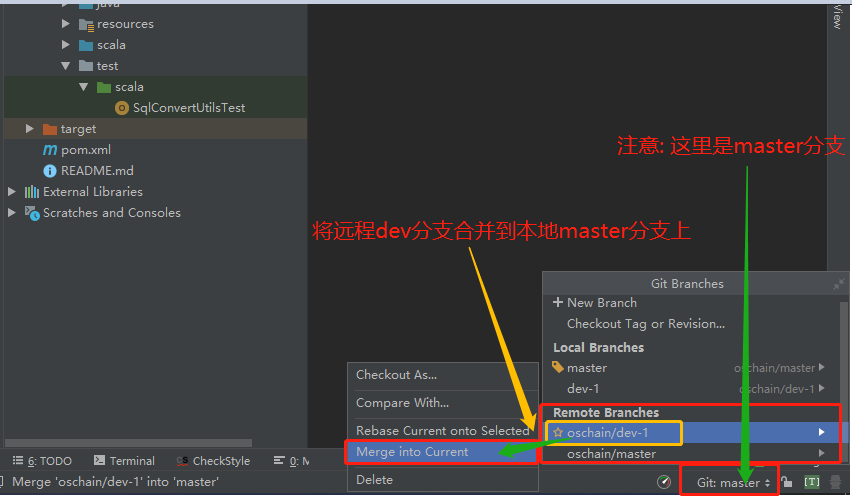 java
resources
scala
test
scala
SqlConvertUtilsTest
target
pom.xml
README.md
External Libraries
Scratches and Consoles
View
注意: 这里是master分支
将远程dev分支合并到本地master分支上
Git Branches
New Branch
Checkout Tag or Revision...
Local Branches
master oschain/master
dev-1 oschain/dev-1
Remote Branches
oschain/dev-1
oschain/master
Checkout As...
Compare With...
Rebase Current onto Selected
Merge into Current
Delete
6: TODO Terminal CheckStyle 0: M
Merge 'oschain/dev-1' into 'master' Git: master [T]